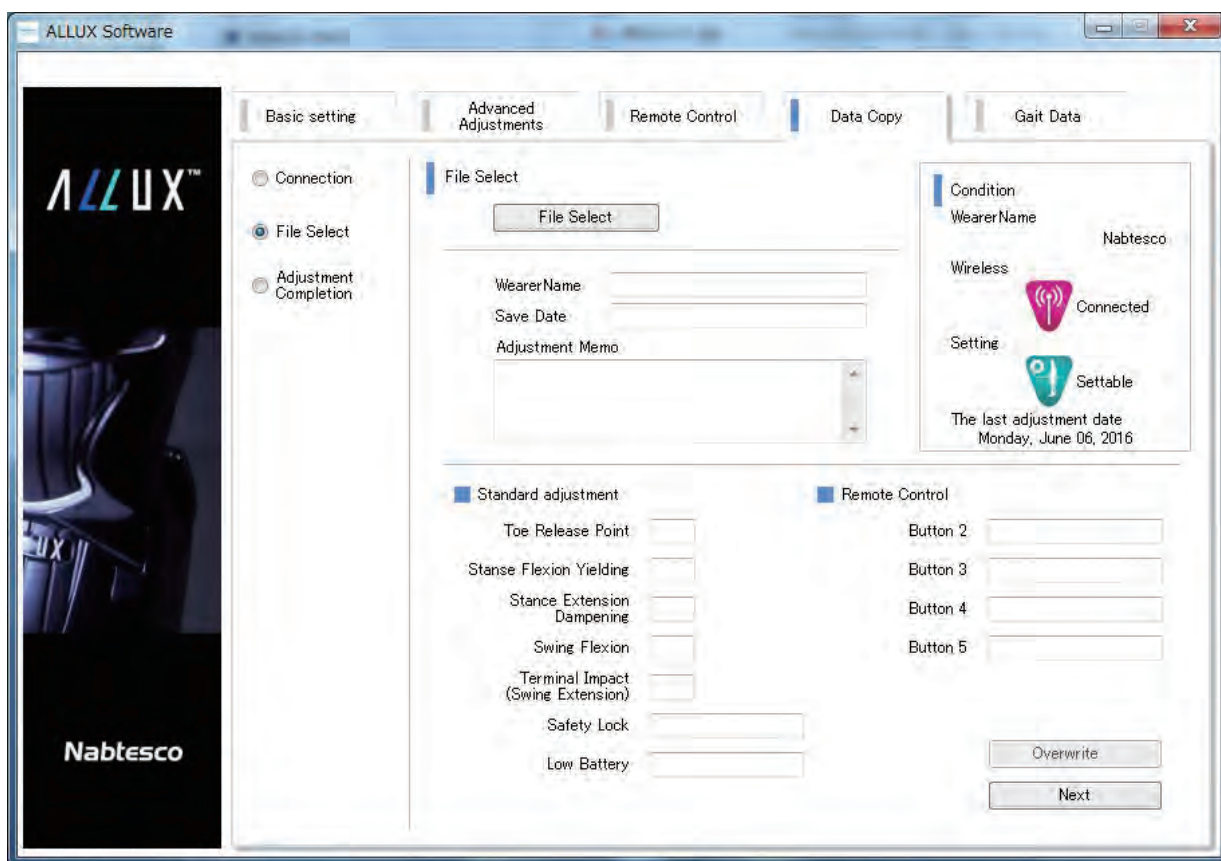 ALLUX Software
Basic setting
Advanced
Adjustments
Remote Control
Data Copy
Gait Data
ALLUX™
Connection
File Select
Adjustment
Completion
File Select
File Select
WearerName
Save Date
Adjustment Memo
Condition
WearerName
Nabtesco
Wireless
Connected
Setting
Settable
The last adjustment date
Monday, June 06, 2016
Standard adjustment
Toe Release Point
Stanse Flexion Yielding
Stance Extension
Dampening
Swing Flexion
Terminal Impact
(Swing Extension)
Safety Lock
Low Battery
Remote Control
Button 2
Button 3
Button 4
Button 5
Overwrite
Next
UX
Nabtesco